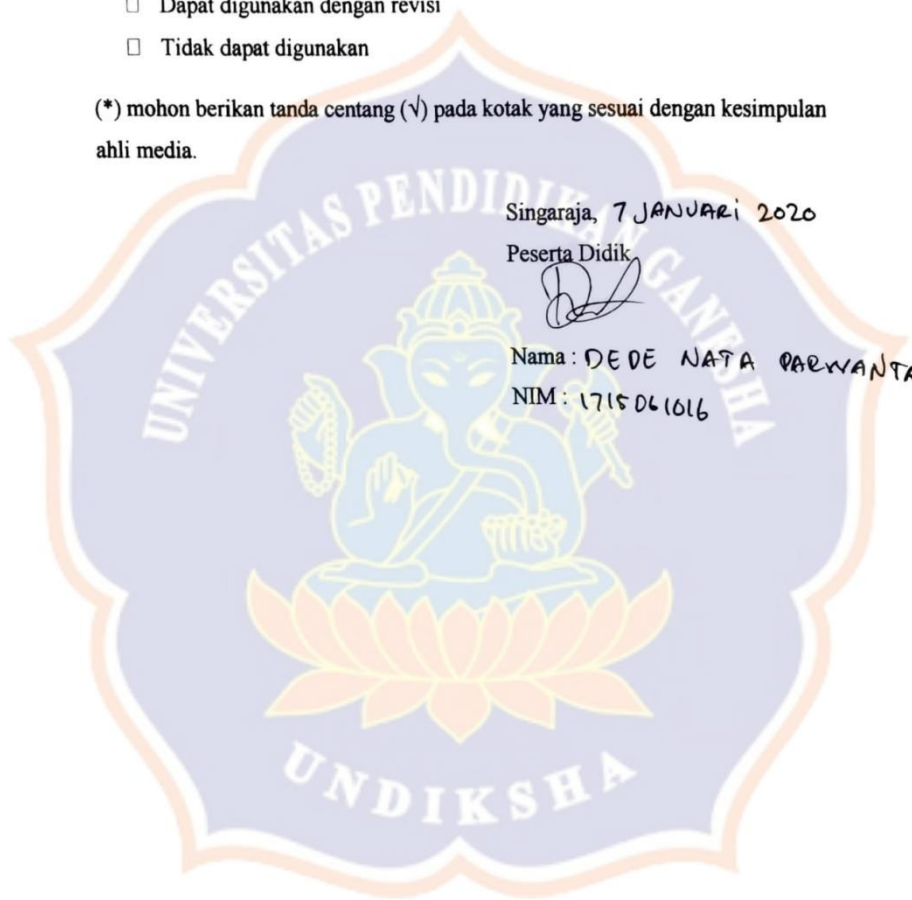 ☐ Dapat digunakan dengan revisi
☐ Tidak dapat digunakan
(*) mohon berikan tanda centang (√) pada kotak yang sesuai dengan kesimpulan
ahli media.
Singaraja, 7 JANUARi 2020
Peserta Didik
Nama : DEDE NATA PARWANTA
NIM : 1715061016
UNIVERSITAS PENDIDIKAN GANESHA
UNDIKSHA